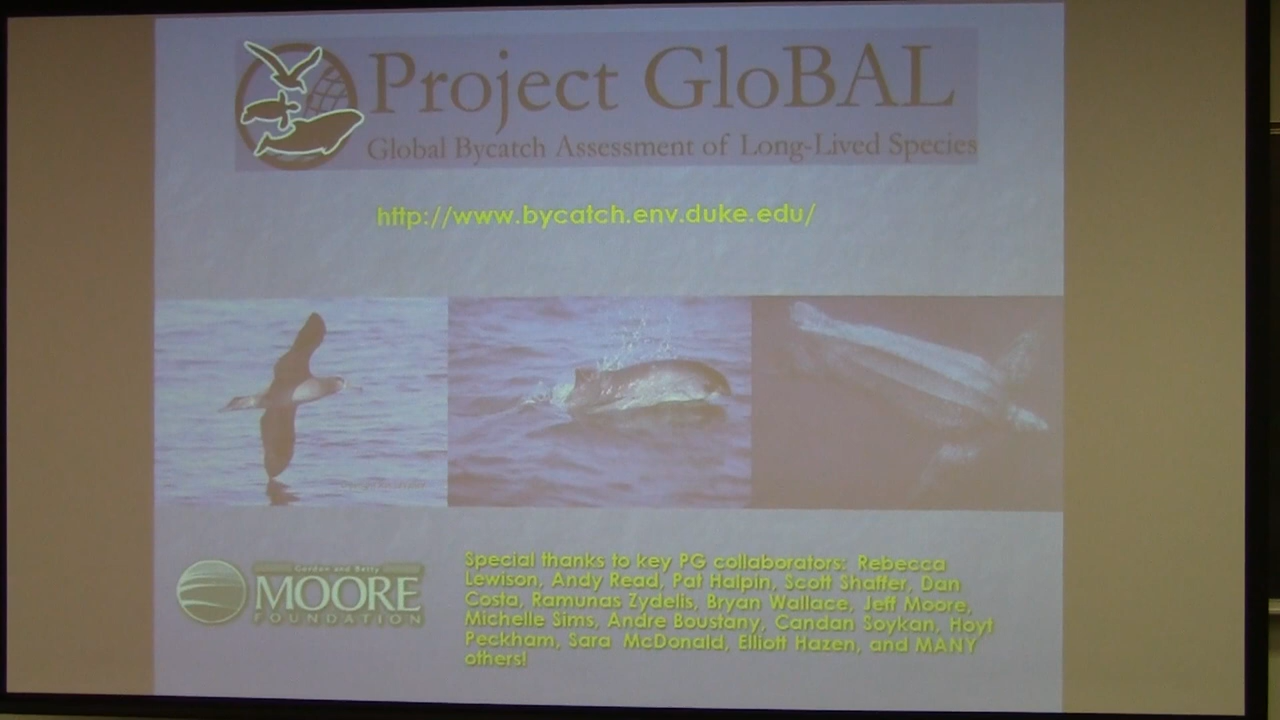 Project GloBAL
Global Bycatch Assessment of Long-Lived Species
http://www.bycatch.env.duke.edu/
Gordon and Betty
MOORE
FOUNDATION
Special thanks to key PG collaborators: Rebecca
Lewison, Andy Read, Pat Halpin, Scott Shaffer, Dan
Costa, Ramunas Zydelis, Bryan Wallace, Jeff Moore,
Michelle Sims, Andre Boustany, Candan Soykan, Hoyt
Peckham, Sara McDonald, Elliott Hazen, and MANY
others!